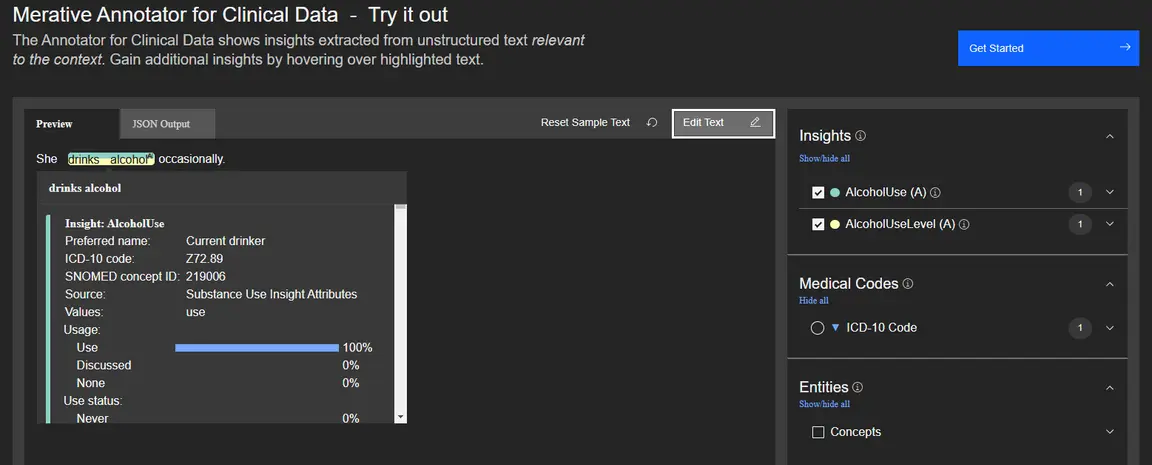 Merative Annotator for Clinical Data - Try it out
The Annotator for Clinical Data shows insights extracted from unstructured text relevant
to the context. Gain additional insights by hovering over highlighted text.
Get Started
Preview
JSON Output
Reset Sample Text
Edit Text
She drinks alcohol occasionally.
drinks alcohol
Insight: AlcoholUse
Preferred name: Current drinker
ICD-10 code: Z72.89
SNOMED concept ID: 219006
Source: Substance Use Insight Attributes
Values: use
Usage:
Use 100%
Discussed 0%
None 0%
Use status:
Never 0%
Insights
Show/hide all
AlcoholUse (A) 1
AlcoholUseLevel (A) 1
Medical Codes
Hide all
ICD-10 Code 1
Entities
Show/hide all
Concepts